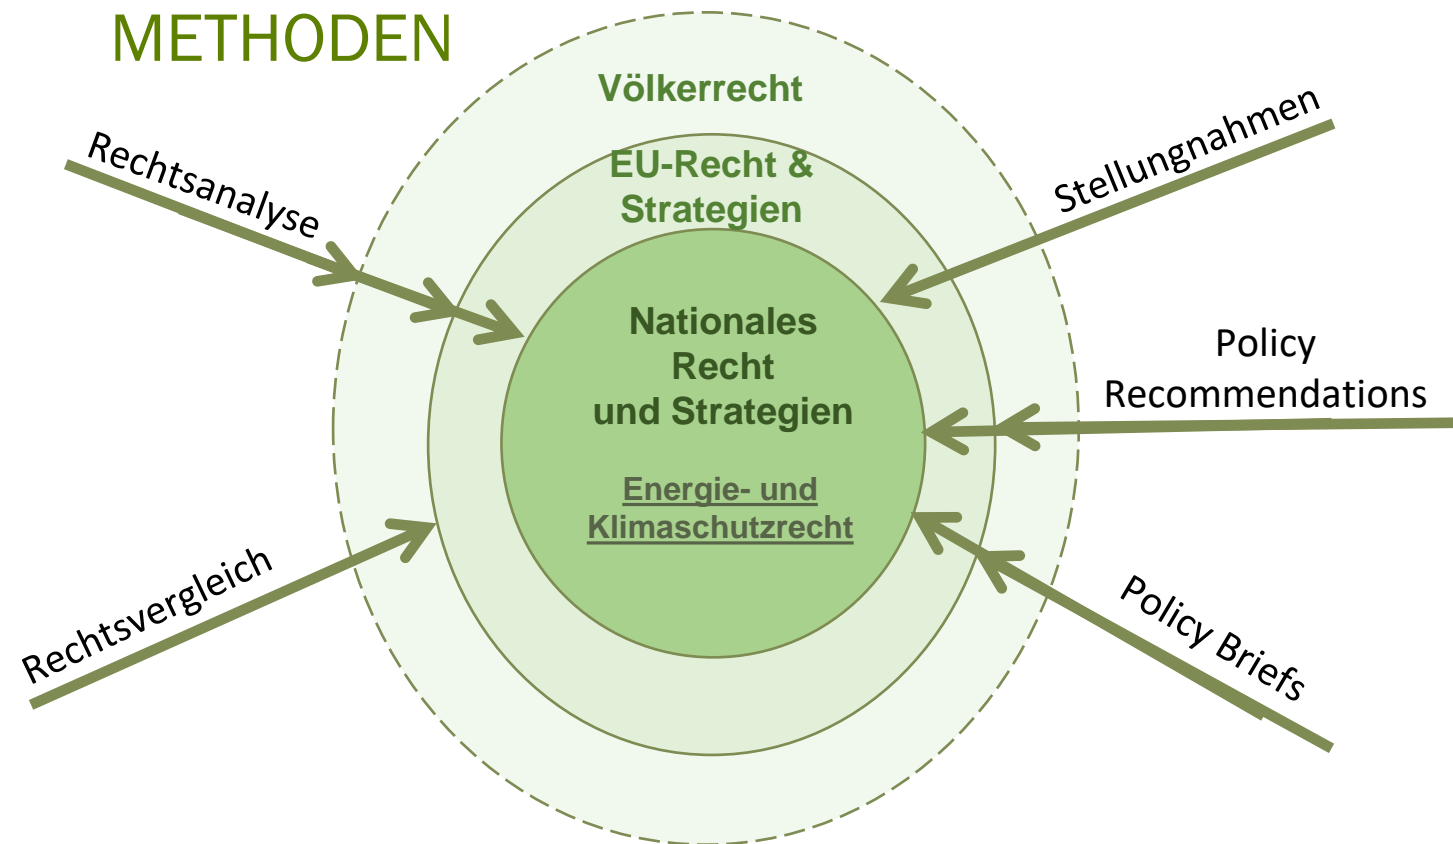 METHODEN
Völkerrecht
EU-Recht &
Strategien
Nationales
Recht
und Strategien
Energie- und
Klimaschutzrecht
Rechtsanalyse
Rechtsvergleich
Stellungnahmen
Policy
Recommendations
Policy Briefs